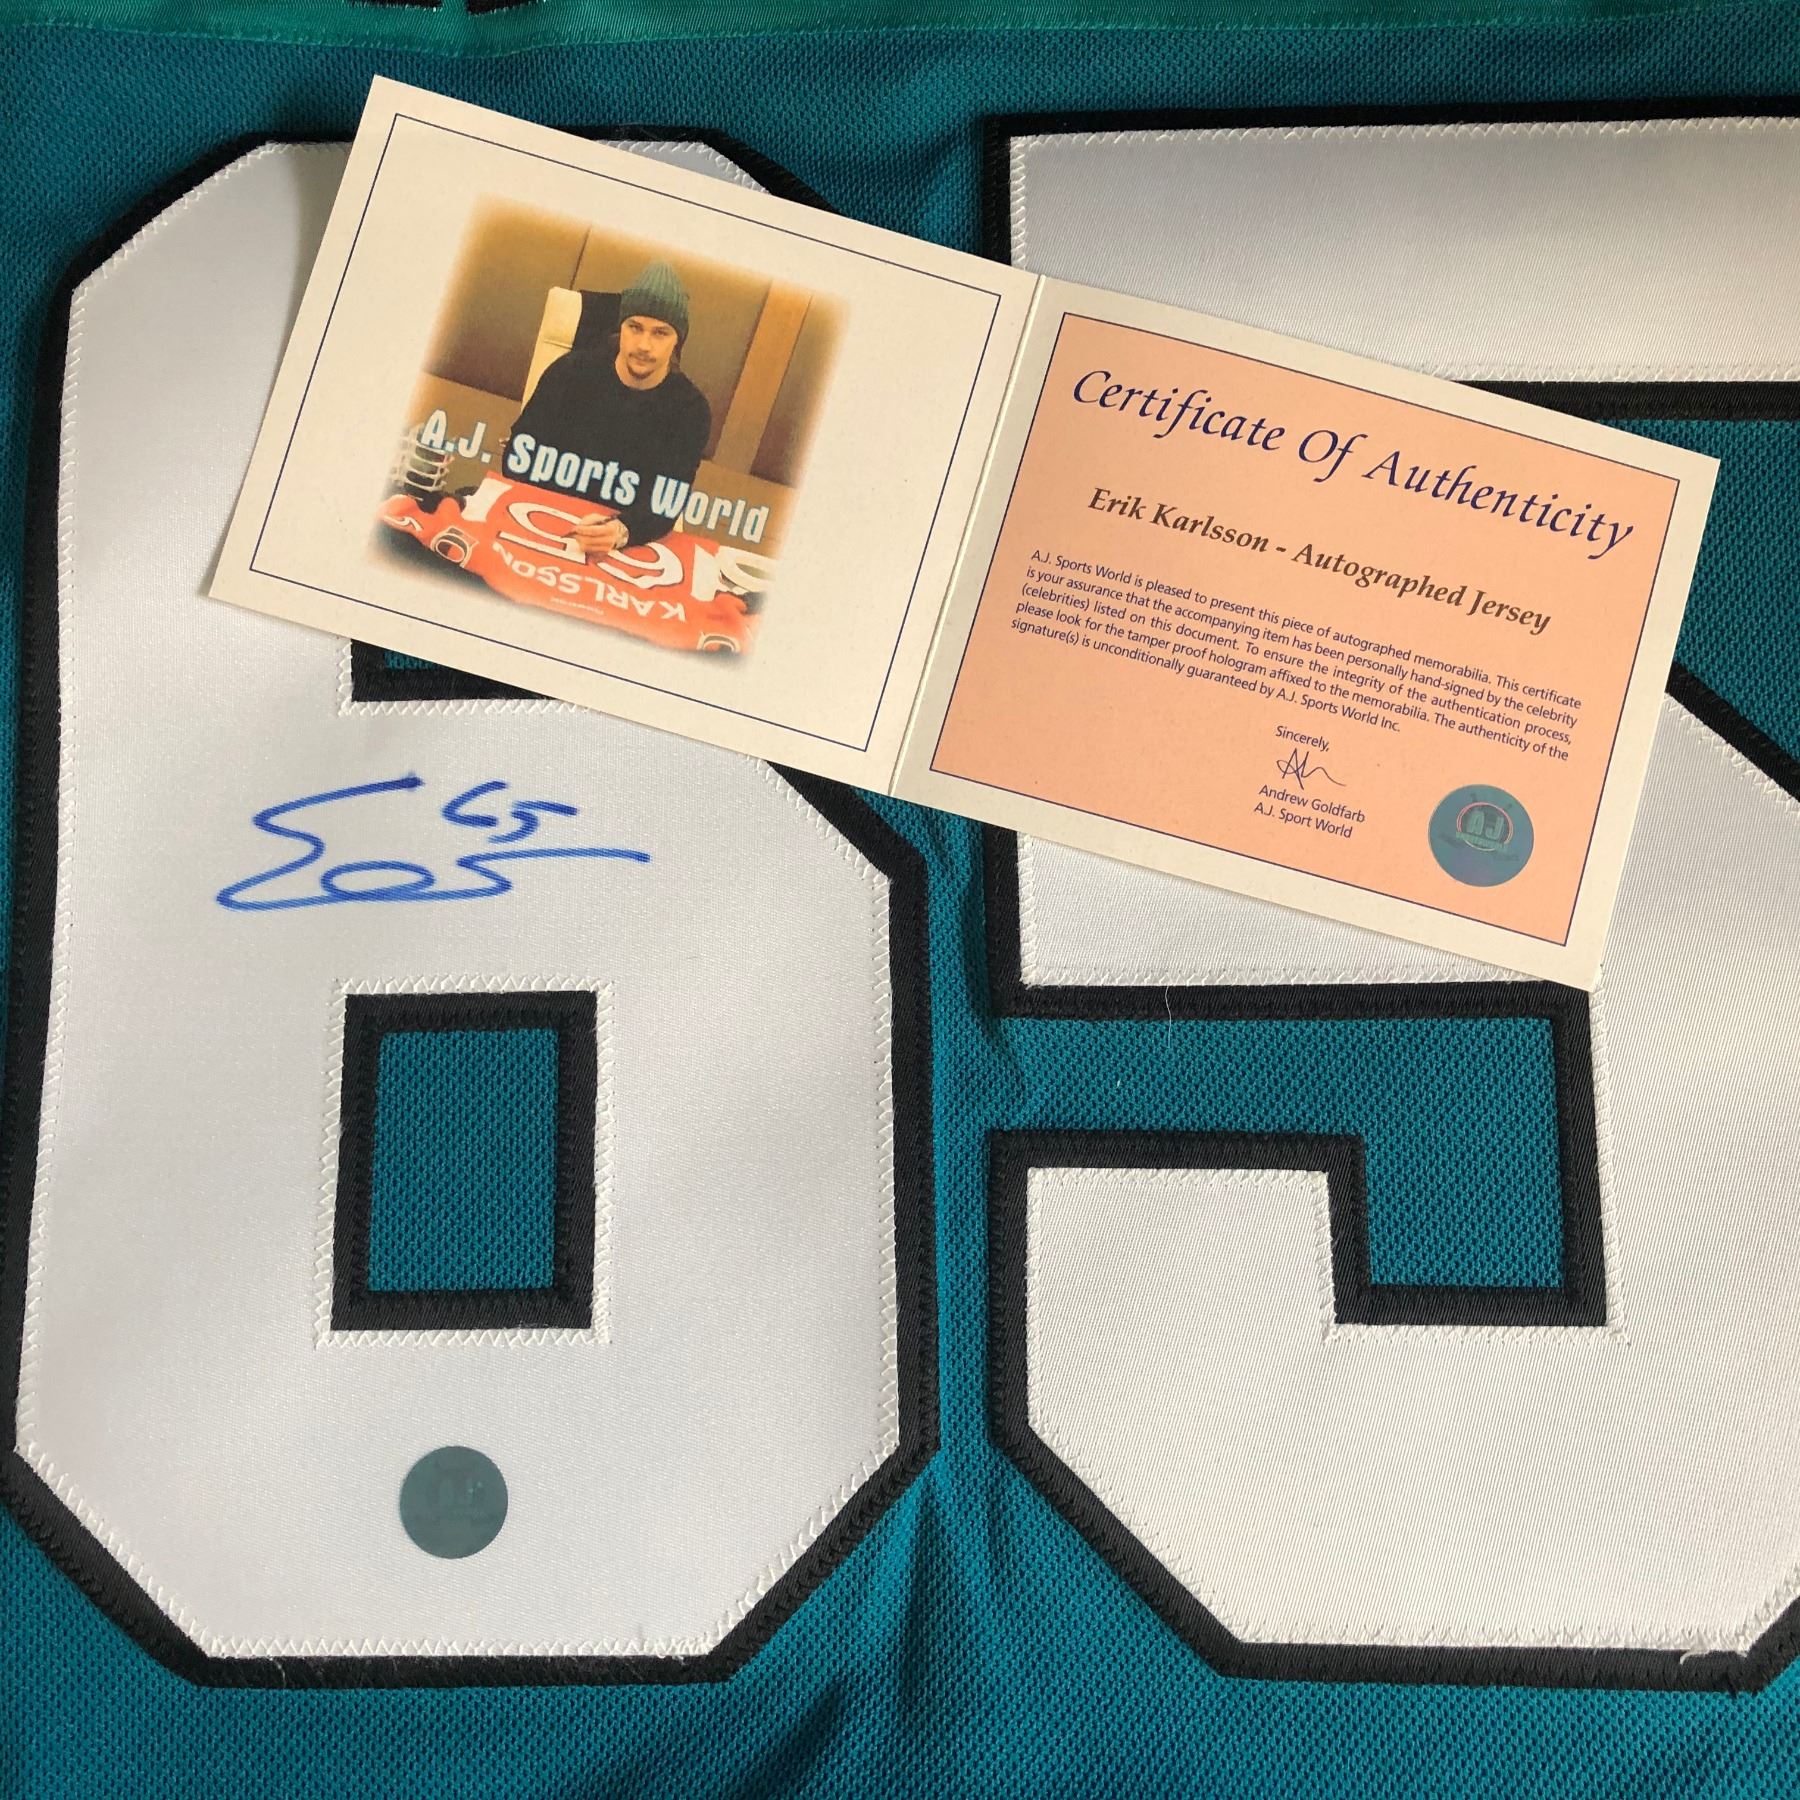 A.J. Sports World
65
KARLSSON
Certificate Of Authenticity
Erik Karlsson - Autographed Jersey
A.J. Sports World is pleased to present this piece of autographed memorabilia. This certificate
is your assurance that the accompanying item has been personally hand-signed by the celebrity
(celebrities) listed on this document. To ensure the integrity of the authentication process,
please look for the tamper proof hologram affixed to the memorabilia. The authenticity of the
signature(s) is unconditionally guaranteed by A.J. Sports World Inc.
Sincerely,
Andrew Goldfarb
A.J. Sport World
AJ
65
65